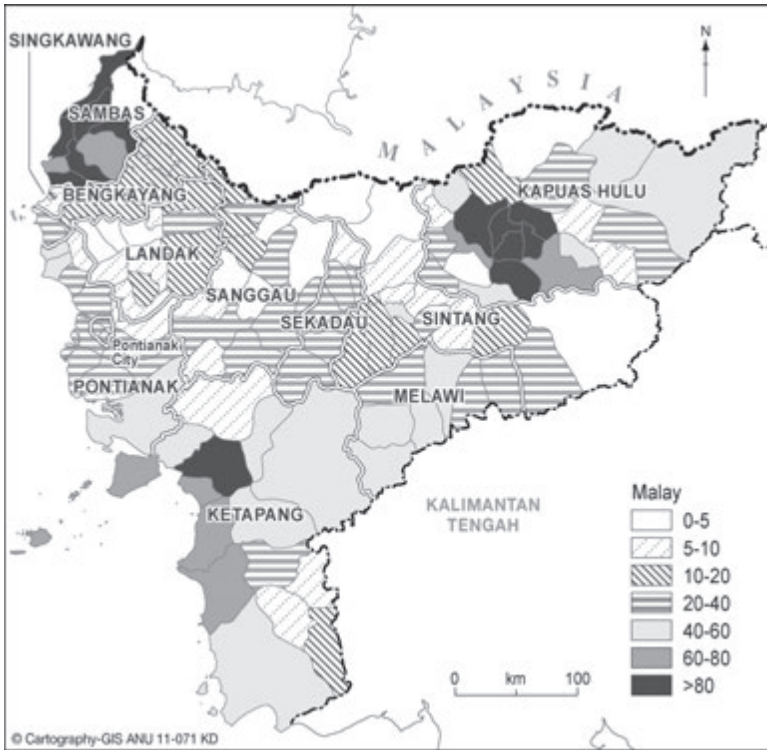 SINGKAWANG
N
SAMBAS
MALAYSIA
BENGKAYANG
KAPUAS HULU
LANDAK
SANGGAU
SEKADAU
SINTANG
Pontianak
City
PONTIANAK
MELAWI
KETAPANG
KALIMANTAN
TENGAH
Malay
0-5
5-10
10-20
20-40
40-60
60-80
>80
0 100
km
© Cartography-GIS ANU 11-071 KD